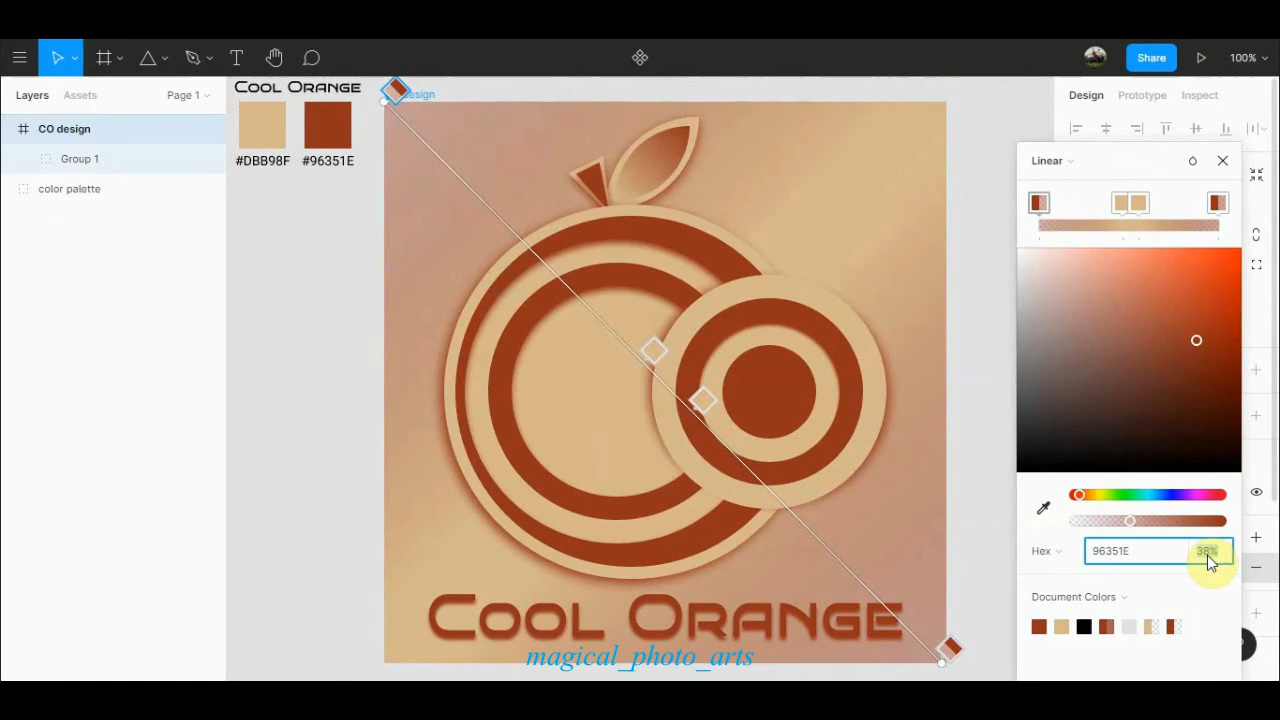 Share
100%
Layers
Assets
Page 1
CO design
Group 1
color palette
Cool Orange
#DBB98F
#96351E
Cool Orange
magical_photo_arts
Design
Prototype
Inspect
Linear
Hex
96351E
38%
Document Colors